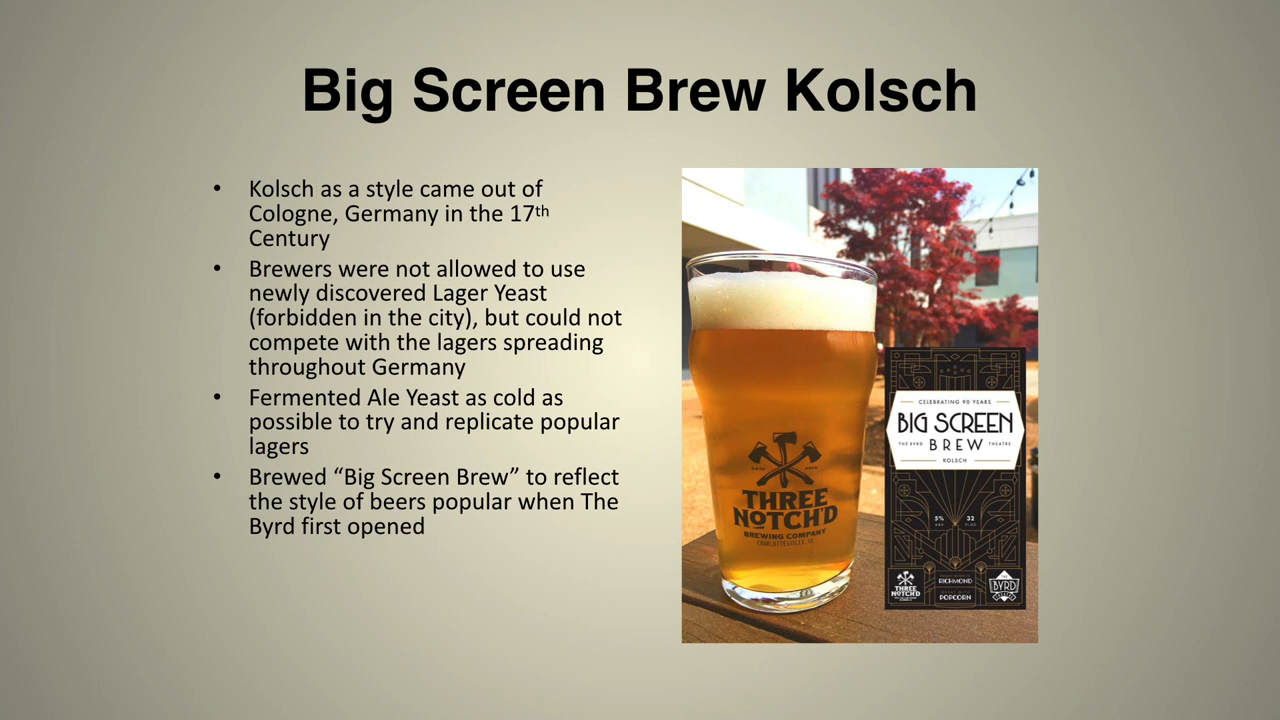 Big Screen Brew Kolsch
• Kolsch as a style came out of
Cologne, Germany in the 17th
Century
• Brewers were not allowed to use
newly discovered Lager Yeast
(forbidden in the city), but could not
compete with the lagers spreading
throughout Germany
• Fermented Ale Yeast as cold as
possible to try and replicate popular
lagers
• Brewed “Big Screen Brew” to reflect
the style of beers popular when The
Byrd first opened
THREE
NOTCH'D
BREWING COMPANY
CHARLOTTESVILLE, VA
CELEBRATING 90 YEARS
BIG SCREEN
THE BYRD BREW THEATRE
KOLSCH
5% 32
ABV FL OZ
THREE
NOTCH'D
RICHMOND
POPCORN
THE
BYRD